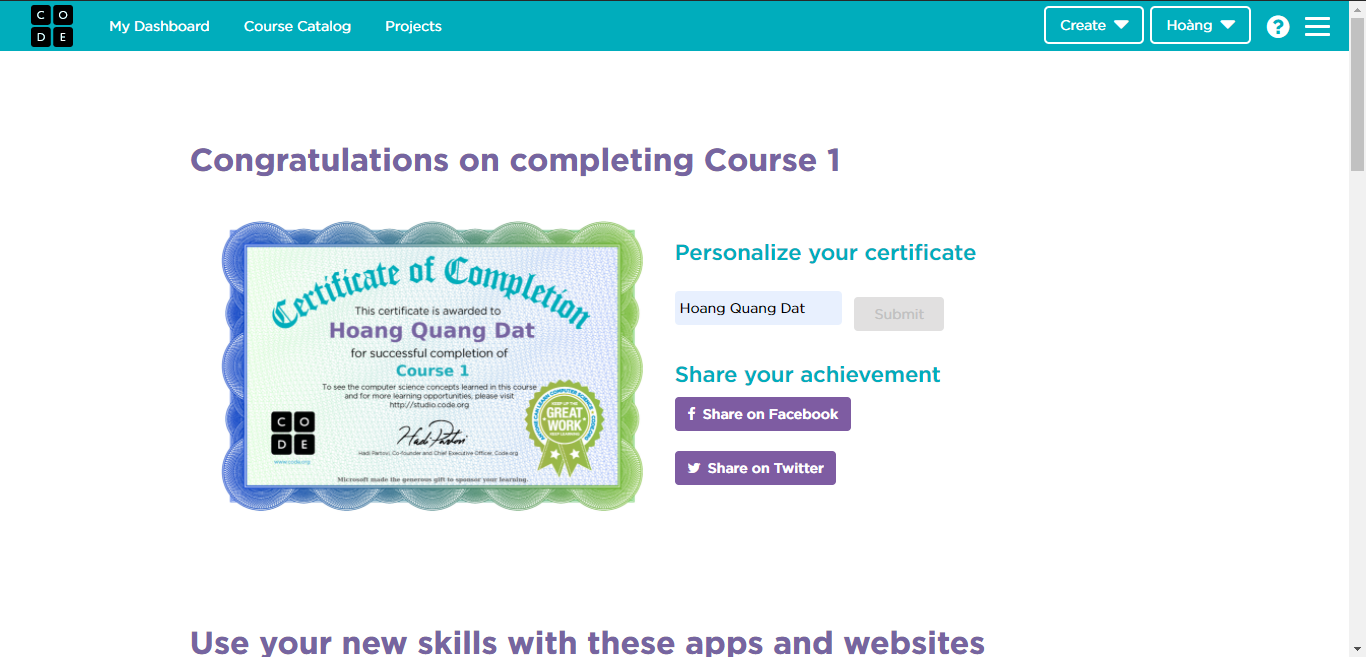 CODE
My Dashboard
Course Catalog
Projects
Create
Hoàng
?
Congratulations on completing Course 1
Certificate of Completion
This certificate is awarded to
Hoang Quang Dat
for successful completion of
Course 1
To see the computer science concepts learned in this course
and for more learning opportunities, please visit
http://studio.code.org
CODE
www.code.org
Hadi Partovi
Hadi Partovi, Co-founder and Chief Executive Officer, Code.org
GREAT
WORK
Microsoft made the generous gift to sponsor your learning.
Personalize your certificate
Hoang Quang Dat
Submit
Share your achievement
f Share on Facebook
Share on Twitter
Use your new skills with these apps and websites